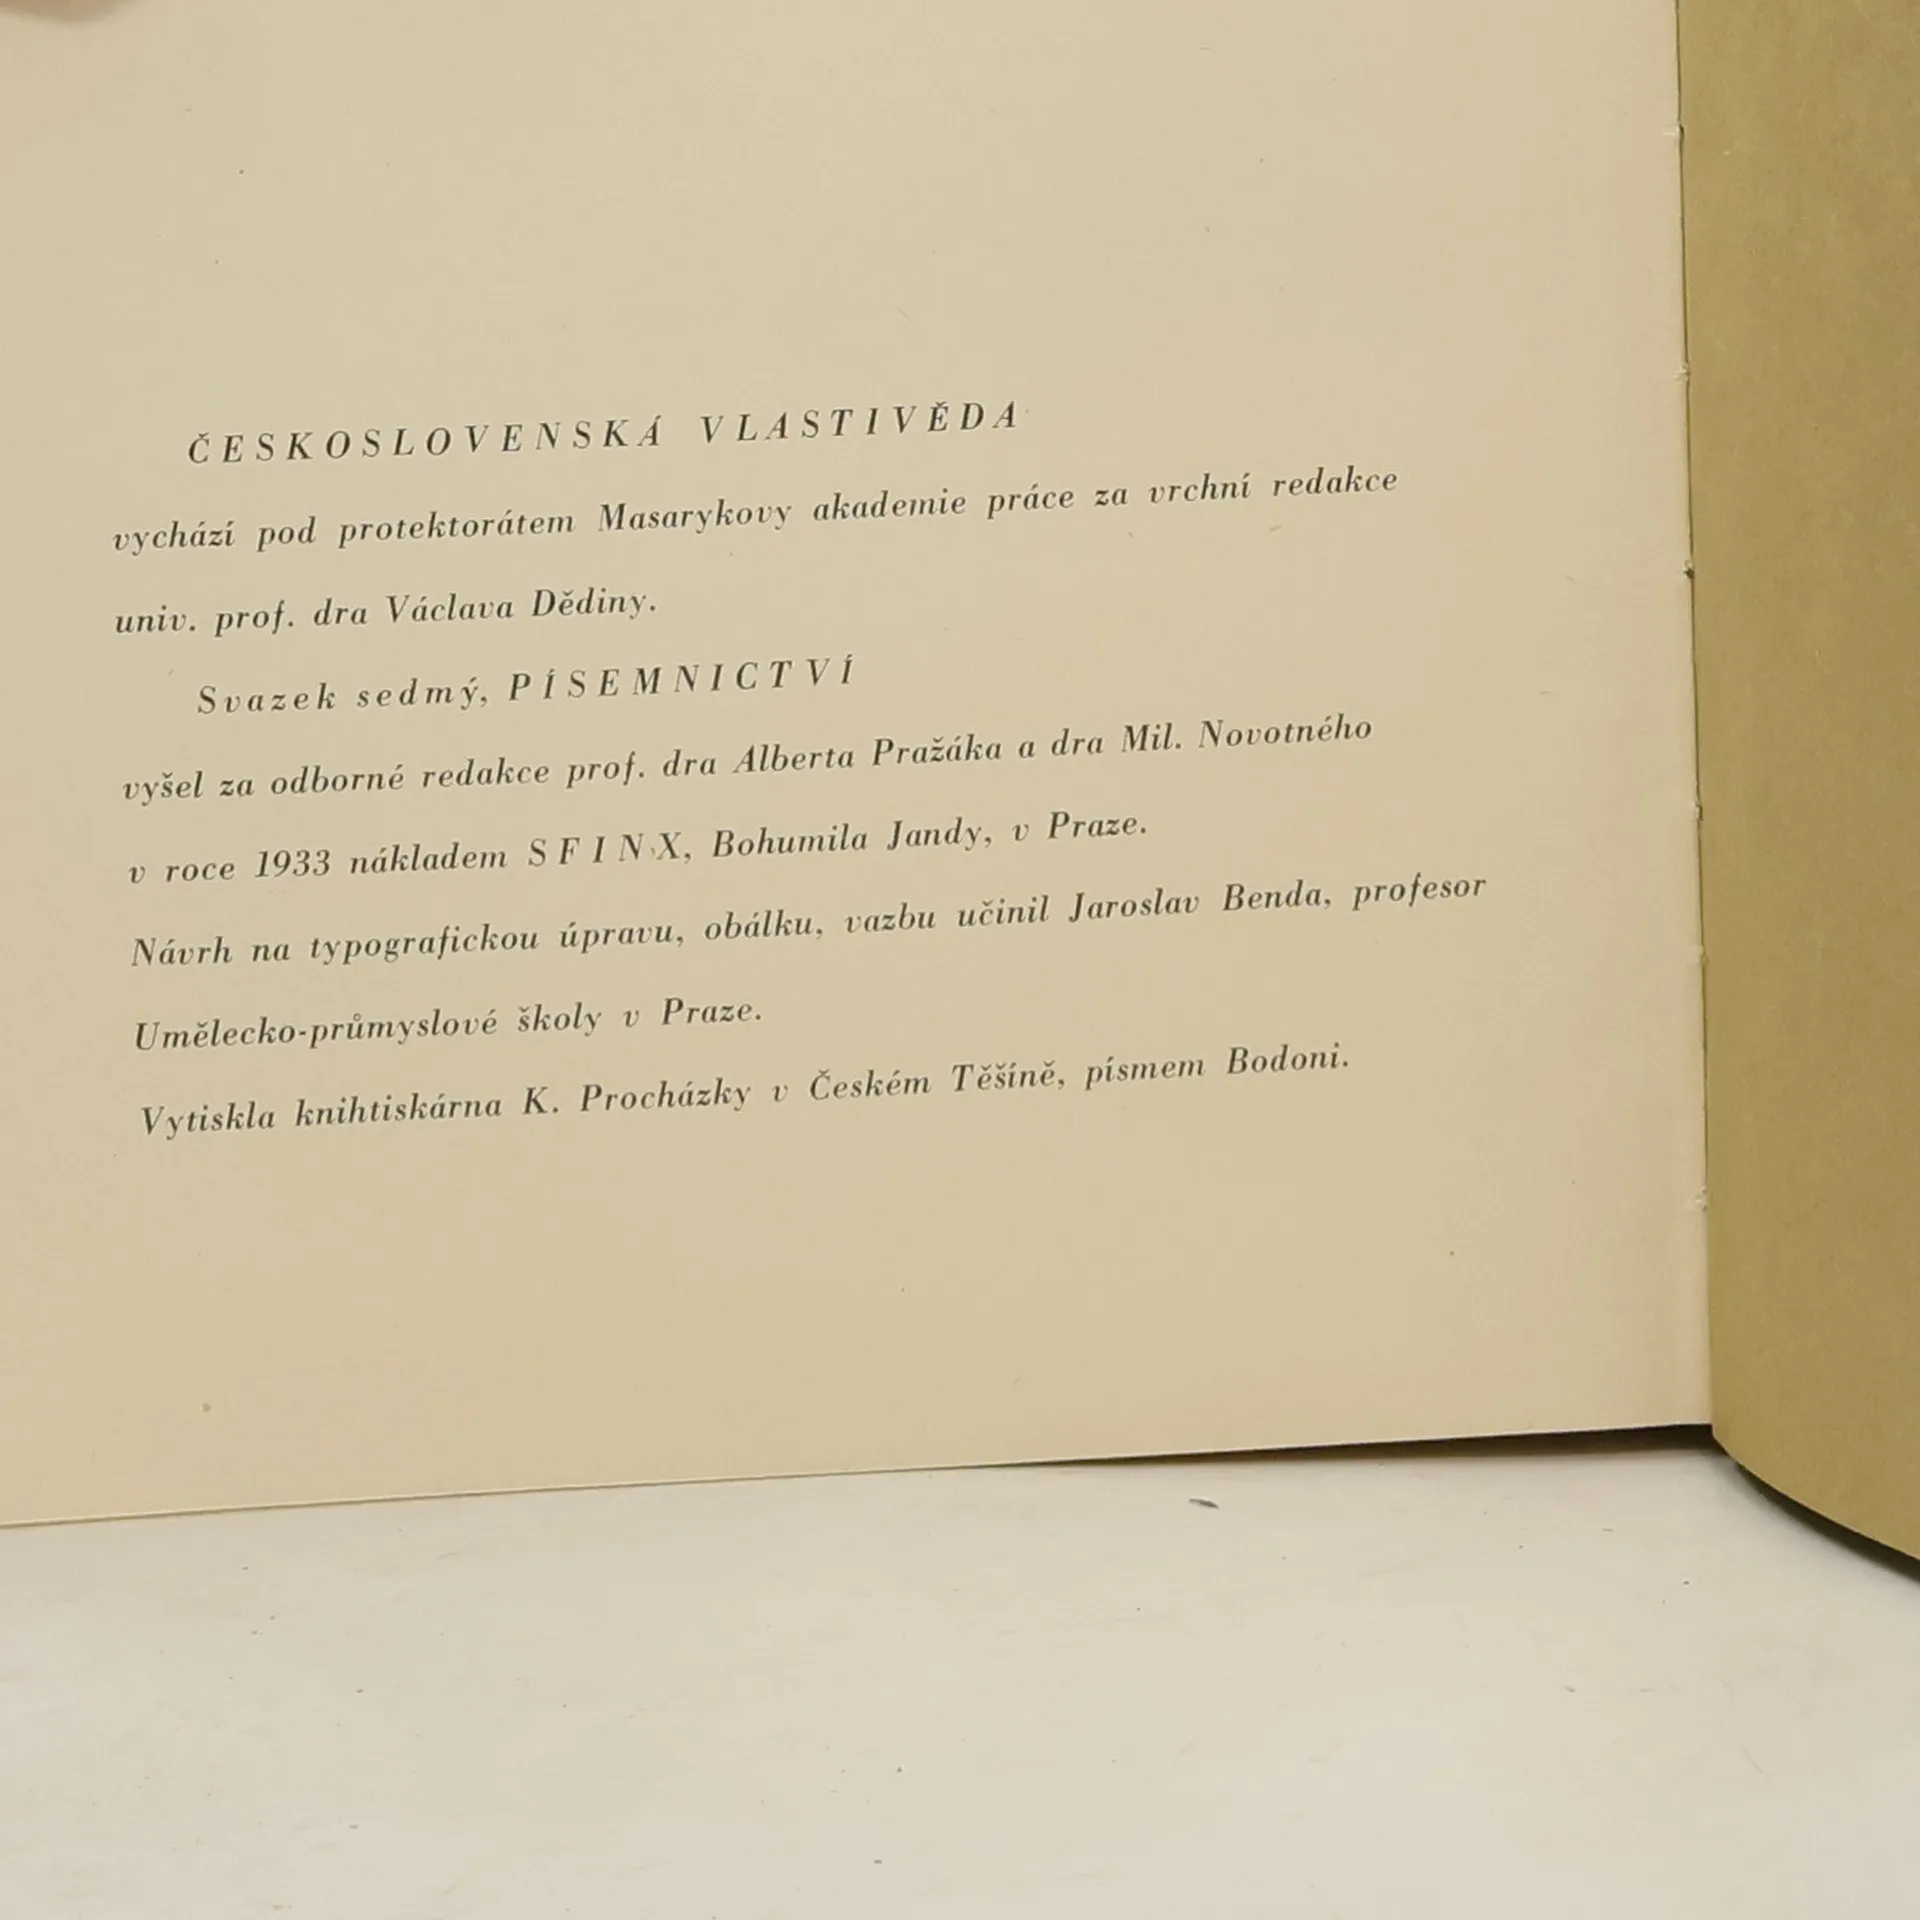 ČESKOSLOVENSKÁ VLASTIVĚDA
vychází pod protektorátem Masarykovy akademie práce za vrchní redakce
univ. prof. dra Václava Dědiny.
Svazek sedmý, PÍSEMNICTVÍ
vyšel za odborné redakce prof. dra Alberta Pražáka a dra Mil. Novotného
v roce 1933 nákladem SFINX, Bohumila Jandy, v Praze.
Návrh na typografickou úpravu, obálku, vazbu učinil Jaroslav Benda, profesor
Umělecko-průmyslové školy v Praze.
Vytiskla knihtiskárna K. Procházky v Českém Těšíně, písmem Bodoni.